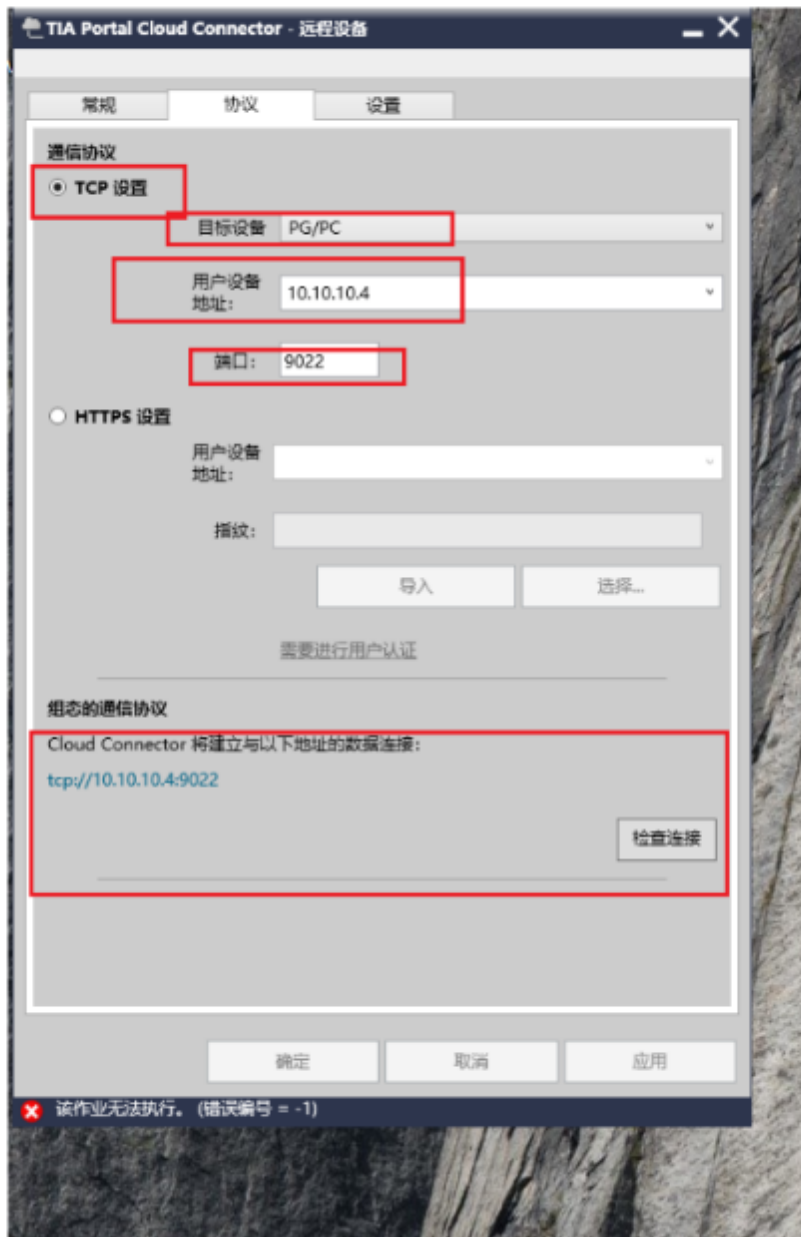 TIA Portal Cloud Connector - 远程设备
常规 协议 设置
通信协议
TCP 设置
目标设备 PG/PC
用户设备
地址: 10.10.10.4
端口: 9022
HTTPS 设置
用户设备
地址:
指纹:
导入 选择...
需要进行用户认证
组态的通信协议
Cloud Connector 将建立与以下地址的数据连接:
tcp://10.10.10.4:9022
检查连接
确定 取消 应用
该作业无法执行。 (错误编号 = -1)